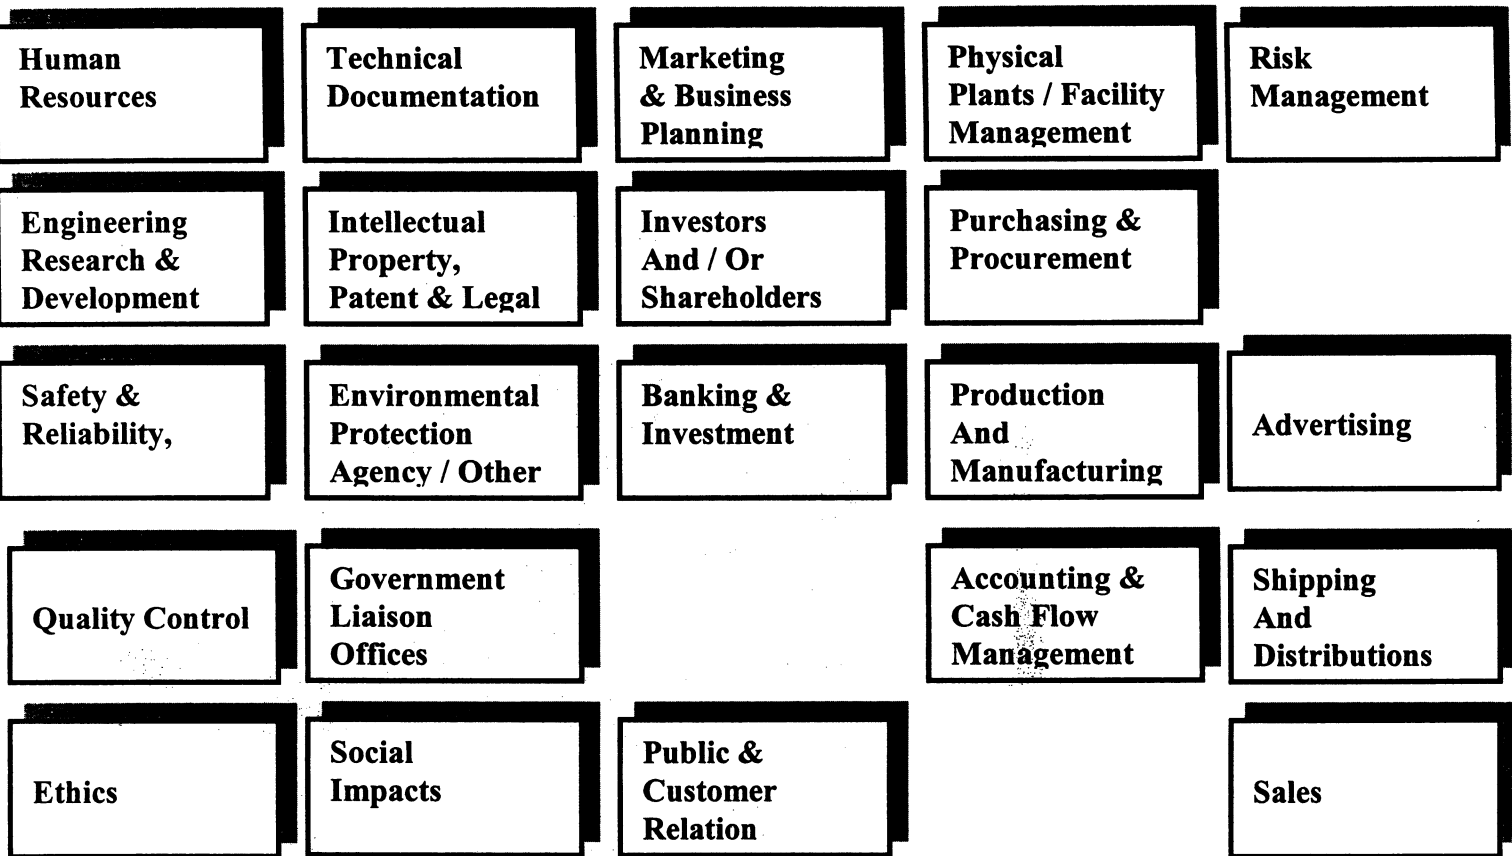 Human
Resources
Technical
Documentation
Marketing
& Business
Planning
Physical
Plants / Facility
Management
Risk
Management
Engineering
Research &
Development
Intellectual
Property,
Patent & Legal
Investors
And / Or
Shareholders
Purchasing &
Procurement
Safety &
Reliability,
Environmental
Protection
Agency / Other
Banking &
Investment
Production
And
Manufacturing
Advertising
Quality Control
Government
Liaison
Offices
Accounting &
Cash Flow
Management
Shipping
And
Distributions
Ethics
Social
Impacts
Public &
Customer
Relation
Sales